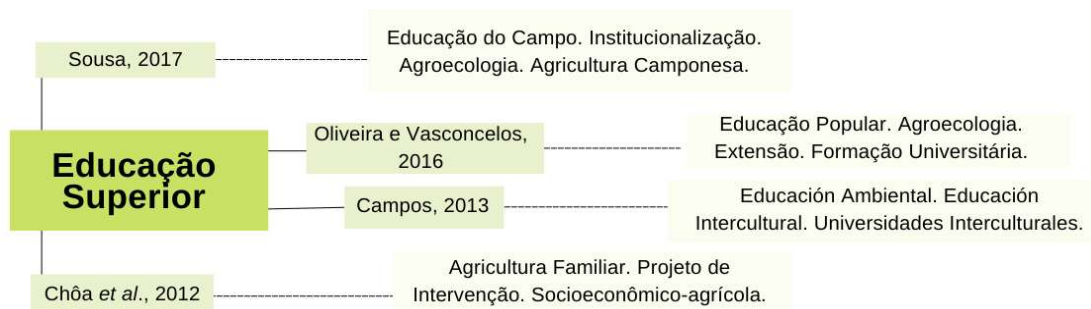 Sousa, 2017
Educação do Campo. Institucionalização.
Agroecologia. Agricultura Camponesa.
Educação
Superior
Oliveira e Vasconcelos,
2016
Educação Popular. Agroecologia.
Extensão. Formação Universitária.
Campos, 2013
Educación Ambiental. Educación
Intercultural. Universidades Interculturales.
Chôa et al., 2012
Agricultura Familiar. Projeto de
Intervenção. Socioeconômico-agrícola.